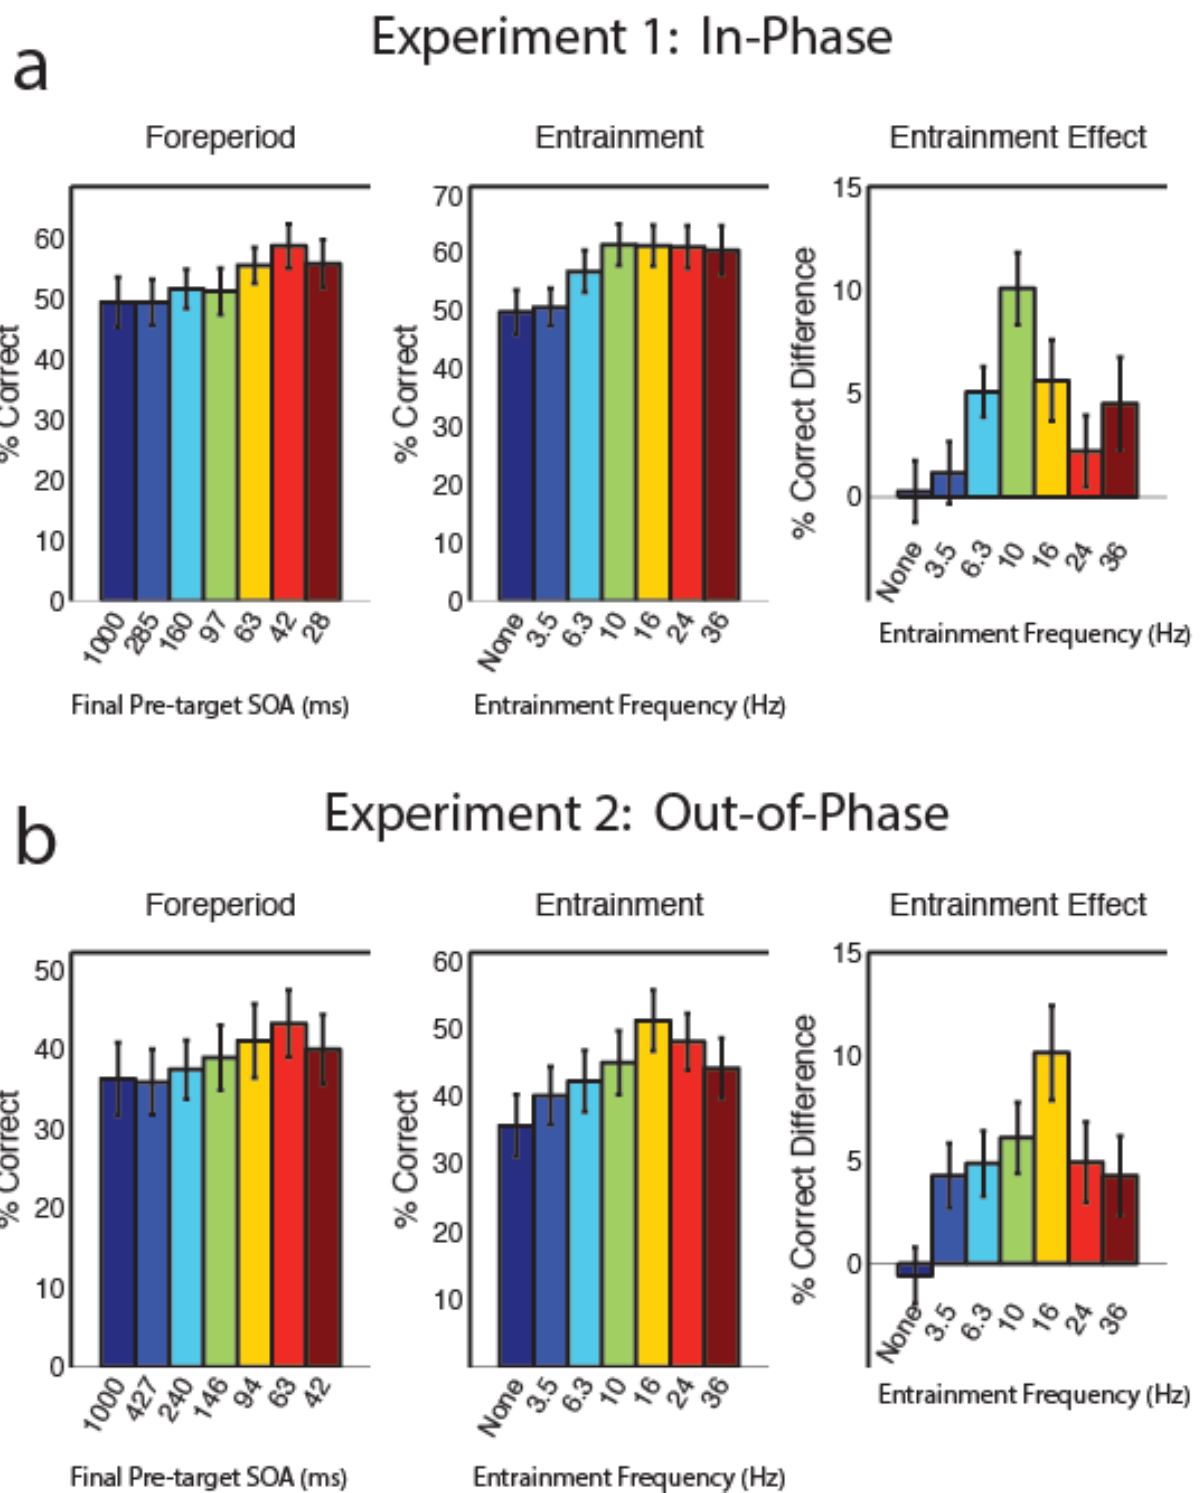 a
Experiment 1: In-Phase
Foreperiod
Entrainment
Entrainment Effect
% Correct
60
50
40
30
20
10
0
1000 285 160 97 63 42 28
Final Pre-target SOA (ms)
% Correct
70
60
50
40
30
20
10
0
None 3.5 6.3 10 16 24 36
Entrainment Frequency (Hz)
% Correct Difference
15
10
5
0
None 3.5 6.3 10 16 24 36
Entrainment Frequency (Hz)
b
Experiment 2: Out-of-Phase
Foreperiod
Entrainment
Entrainment Effect
% Correct
50
40
30
20
10
0
1000 427 240 146 94 63 42
Final Pre-target SOA (ms)
% Correct
60
50
40
30
20
10
None 3.5 6.3 10 16 24 36
Entrainment Frequency (Hz)
% Correct Difference
15
10
5
0
None 3.5 6.3 10 16 24 36
Entrainment Frequency (Hz)